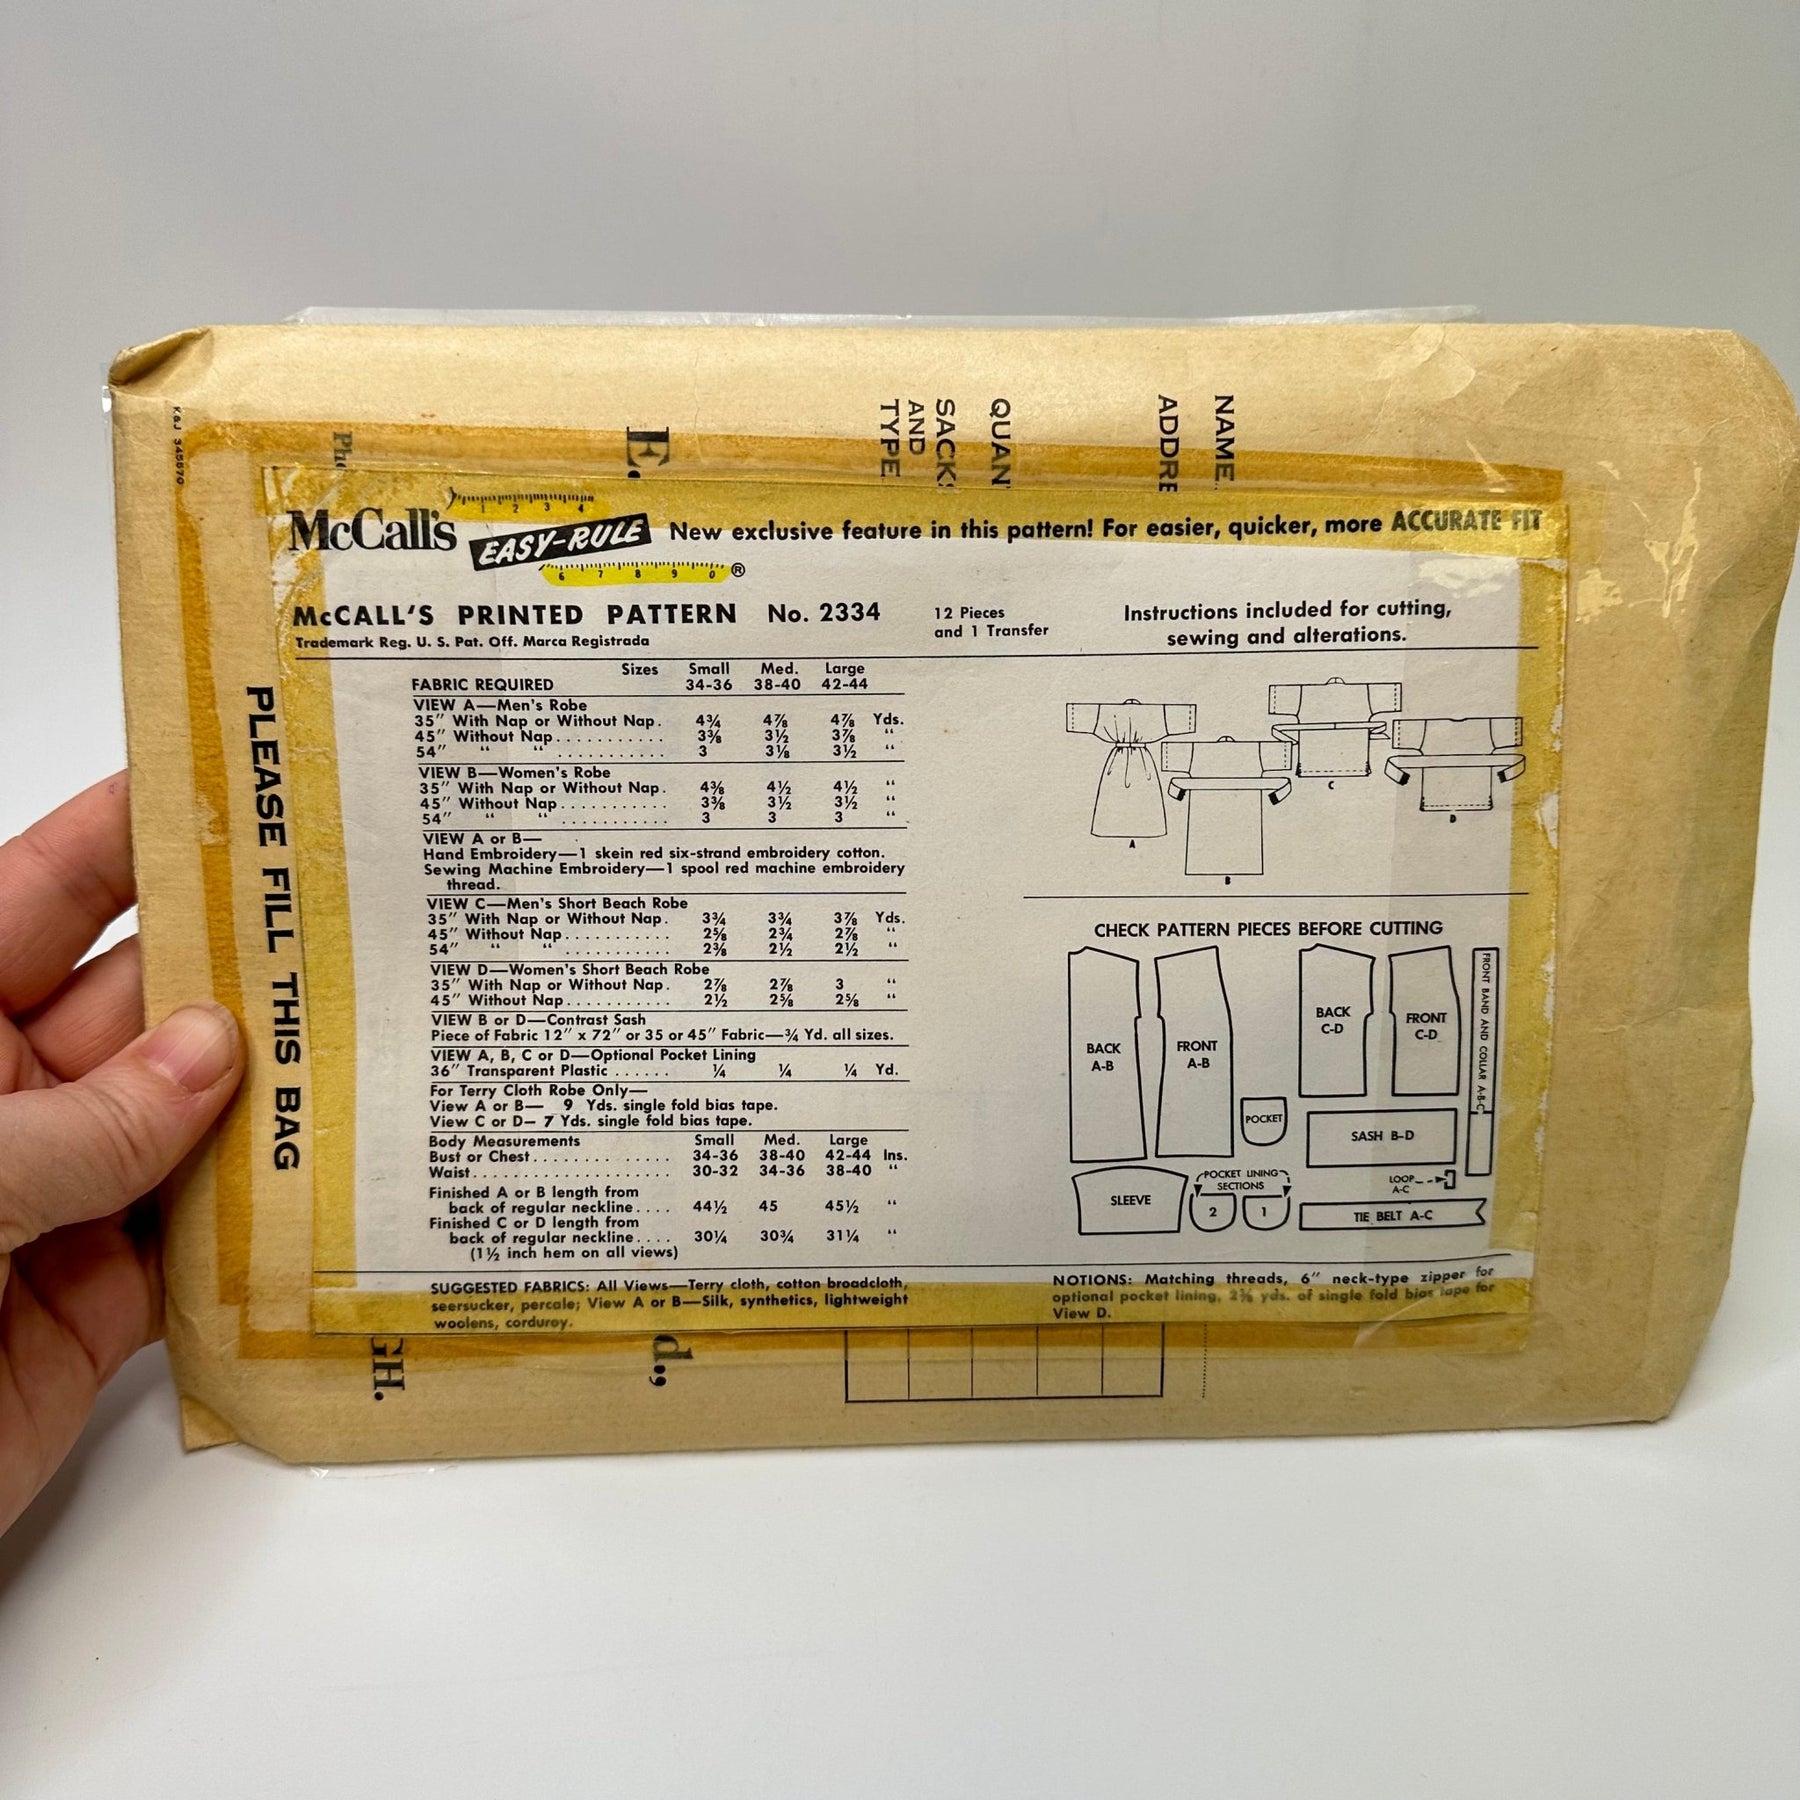 K&J 345570
Ph
E.
TYPE
AND
SACK
QUAN
ADDRE
NAME
PLEASE FILL THIS BAG
1 2 3 4
McCall's EASY-RULE New exclusive feature in this pattern! For easier, quicker, more ACCURATE FIT
6 7 8 9 0 ®
McCALL'S PRINTED PATTERN No. 2334
Trademark Reg. U. S. Pat. Off. Marca Registrada
12 Pieces
and 1 Transfer
Instructions included for cutting,
sewing and alterations.
Sizes Small Med. Large
FABRIC REQUIRED 34-36 38-40 42-44
VIEW A—Men's Robe
35" With Nap or Without Nap. 4¾ 4⅞ 4⅞ Yds.
45" Without Nap........... 3⅜ 3½ 3⅞ "
54" " " ........... 3 3⅛ 3½ "
VIEW B—Women's Robe
35" With Nap or Without Nap. 4⅜ 4½ 4½ "
45" Without Nap........... 3⅜ 3½ 3½ "
54" " " ........... 3 3 3 "
VIEW A or B—
Hand Embroidery—1 skein red six-strand embroidery cotton.
Sewing Machine Embroidery—1 spool red machine embroidery
thread.
VIEW C—Men's Short Beach Robe
35" With Nap or Without Nap. 3¾ 3¾ 3⅞ Yds.
45" Without Nap........... 2⅝ 2¾ 2⅞ "
54" " " ........... 2⅜ 2½ 2½ "
VIEW D—Women's Short Beach Robe
35" With Nap or Without Nap. 2⅞ 2⅞ 3 "
45" Without Nap........... 2½ 2⅝ 2⅝ "
VIEW B or D—Contrast Sash
Piece of Fabric 12" x 72" or 35 or 45" Fabric—¾ Yd. all sizes.
VIEW A, B, C or D—Optional Pocket Lining
36" Transparent Plastic ...... ¼ ¼ ¼ Yd.
For Terry Cloth Robe Only—
View A or B— 9 Yds. single fold bias tape.
View C or D— 7 Yds. single fold bias tape.
Body Measurements Small Med. Large
Bust or Chest............. 34-36 38-40 42-44 Ins.
Waist.................... 30-32 34-36 38-40 "
Finished A or B length from
back of regular neckline.... 44½ 45 45½ "
Finished C or D length from
back of regular neckline.... 30¼ 30¾ 31¼ "
(1½ inch hem on all views)
SUGGESTED FABRICS: All Views—Terry cloth, cotton broadcloth,
seersucker, percale; View A or B—Silk, synthetics, lightweight
woolens, corduroy.
A
B
C
D
CHECK PATTERN PIECES BEFORE CUTTING
BACK
A-B
FRONT
A-B
POCKET
BACK
C-D
FRONT
C-D
FRONT BAND AND COLLAR A-B-C
SASH B-D
SLEEVE
POCKET LINING
SECTIONS
2
1
LOOP
A-C
TIE BELT A-C
NOTIONS: Matching threads, 6" neck-type zipper for
optional pocket lining, 2⅜ yds. of single fold bias tape for
View D.
GH.
d.,